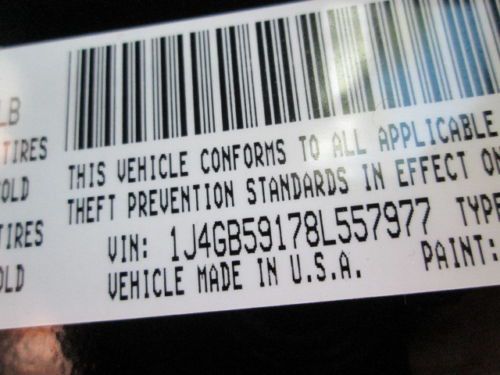 LB
TIRES
OLD
TIRES
OLD
THIS VEHICLE CONFORMS TO ALL APPLICABLE
THEFT PREVENTION STANDARDS IN EFFECT ON
VIN: 1J4GB59178L557977 TYPE
VEHICLE MADE IN U.S.A. PAINT: